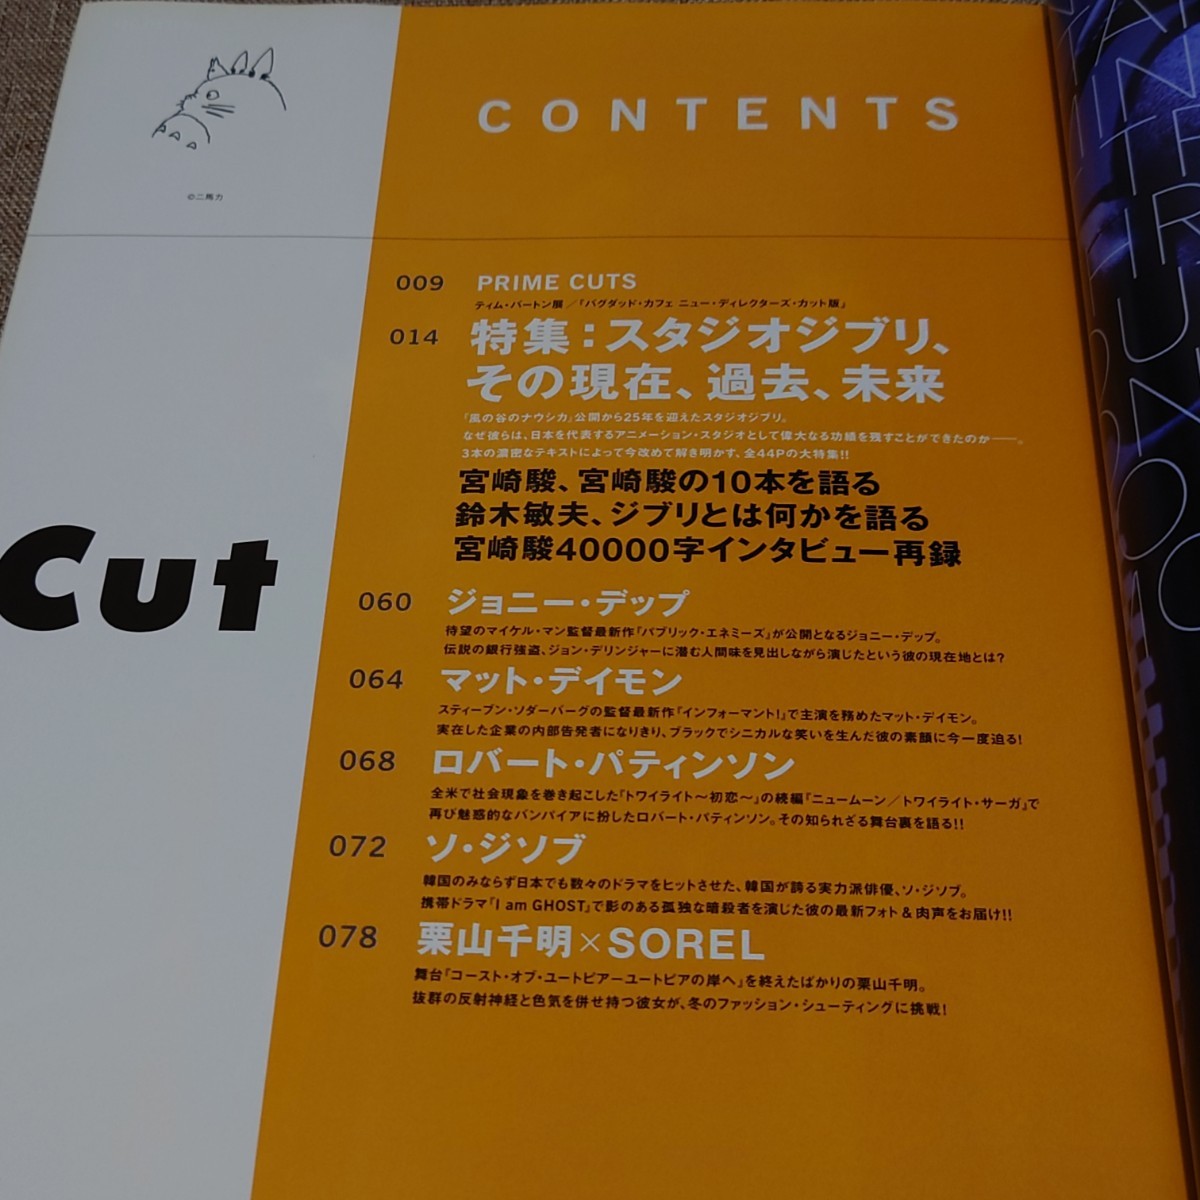 ©二馬力
CONTENTS
009 PRIME CUTS
ティム・バートン展／『バグダッド・カフェ ニュー・ディレクターズ・カット版』
014 特集：スタジオジブリ、
その現在、過去、未来
『風の谷のナウシカ』公開から25年を迎えたスタジオジブリ。
なぜ彼らは、日本を代表するアニメーション・スタジオとして偉大なる功績を残すことができたのか――。
3本の濃密なテキストによって今改めて解き明かす、全44Pの大特集!!
宮崎駿、宮崎駿の10本を語る
鈴木敏夫、ジブリとは何かを語る
宮崎駿40000字インタビュー再録
Cut
060 ジョニー・デップ
待望のマイケル・マン監督最新作『パブリック・エネミーズ』が公開となるジョニー・デップ。
伝説の銀行強盗、ジョン・デリンジャーに潜む人間味を見出しながら演じたという彼の現在地とは？
064 マット・デイモン
スティーブン・ソダーバーグの監督最新作『インフォーマント!』で主演を務めたマット・デイモン。
実在した企業の内部告発者になりきり、ブラックでシニカルな笑いを生んだ彼の素顔に今一度迫る!
068 ロバート・パティンソン
全米で社会現象を巻き起こした『トワイライト〜初恋〜』の続編『ニュームーン／トワイライト・サーガ』で
再び魅惑的なバンパイアに扮したロバート・パティンソン。その知られざる舞台裏を語る!!
072 ソ・ジソブ
韓国のみならず日本でも数々のドラマをヒットさせた、韓国が誇る実力派俳優、ソ・ジソブ。
携帯ドラマ『I am GHOST』で影のある孤独な暗殺者を演じた彼の最新フォト＆肉声をお届け!!
078 栗山千明×SOREL
舞台『コースト・オブ・ユートピアーユートピアの岸へ』を終えたばかりの栗山千明。
抜群の反射神経と色気を併せ持つ彼女が、冬のファッション・シューティングに挑戦!